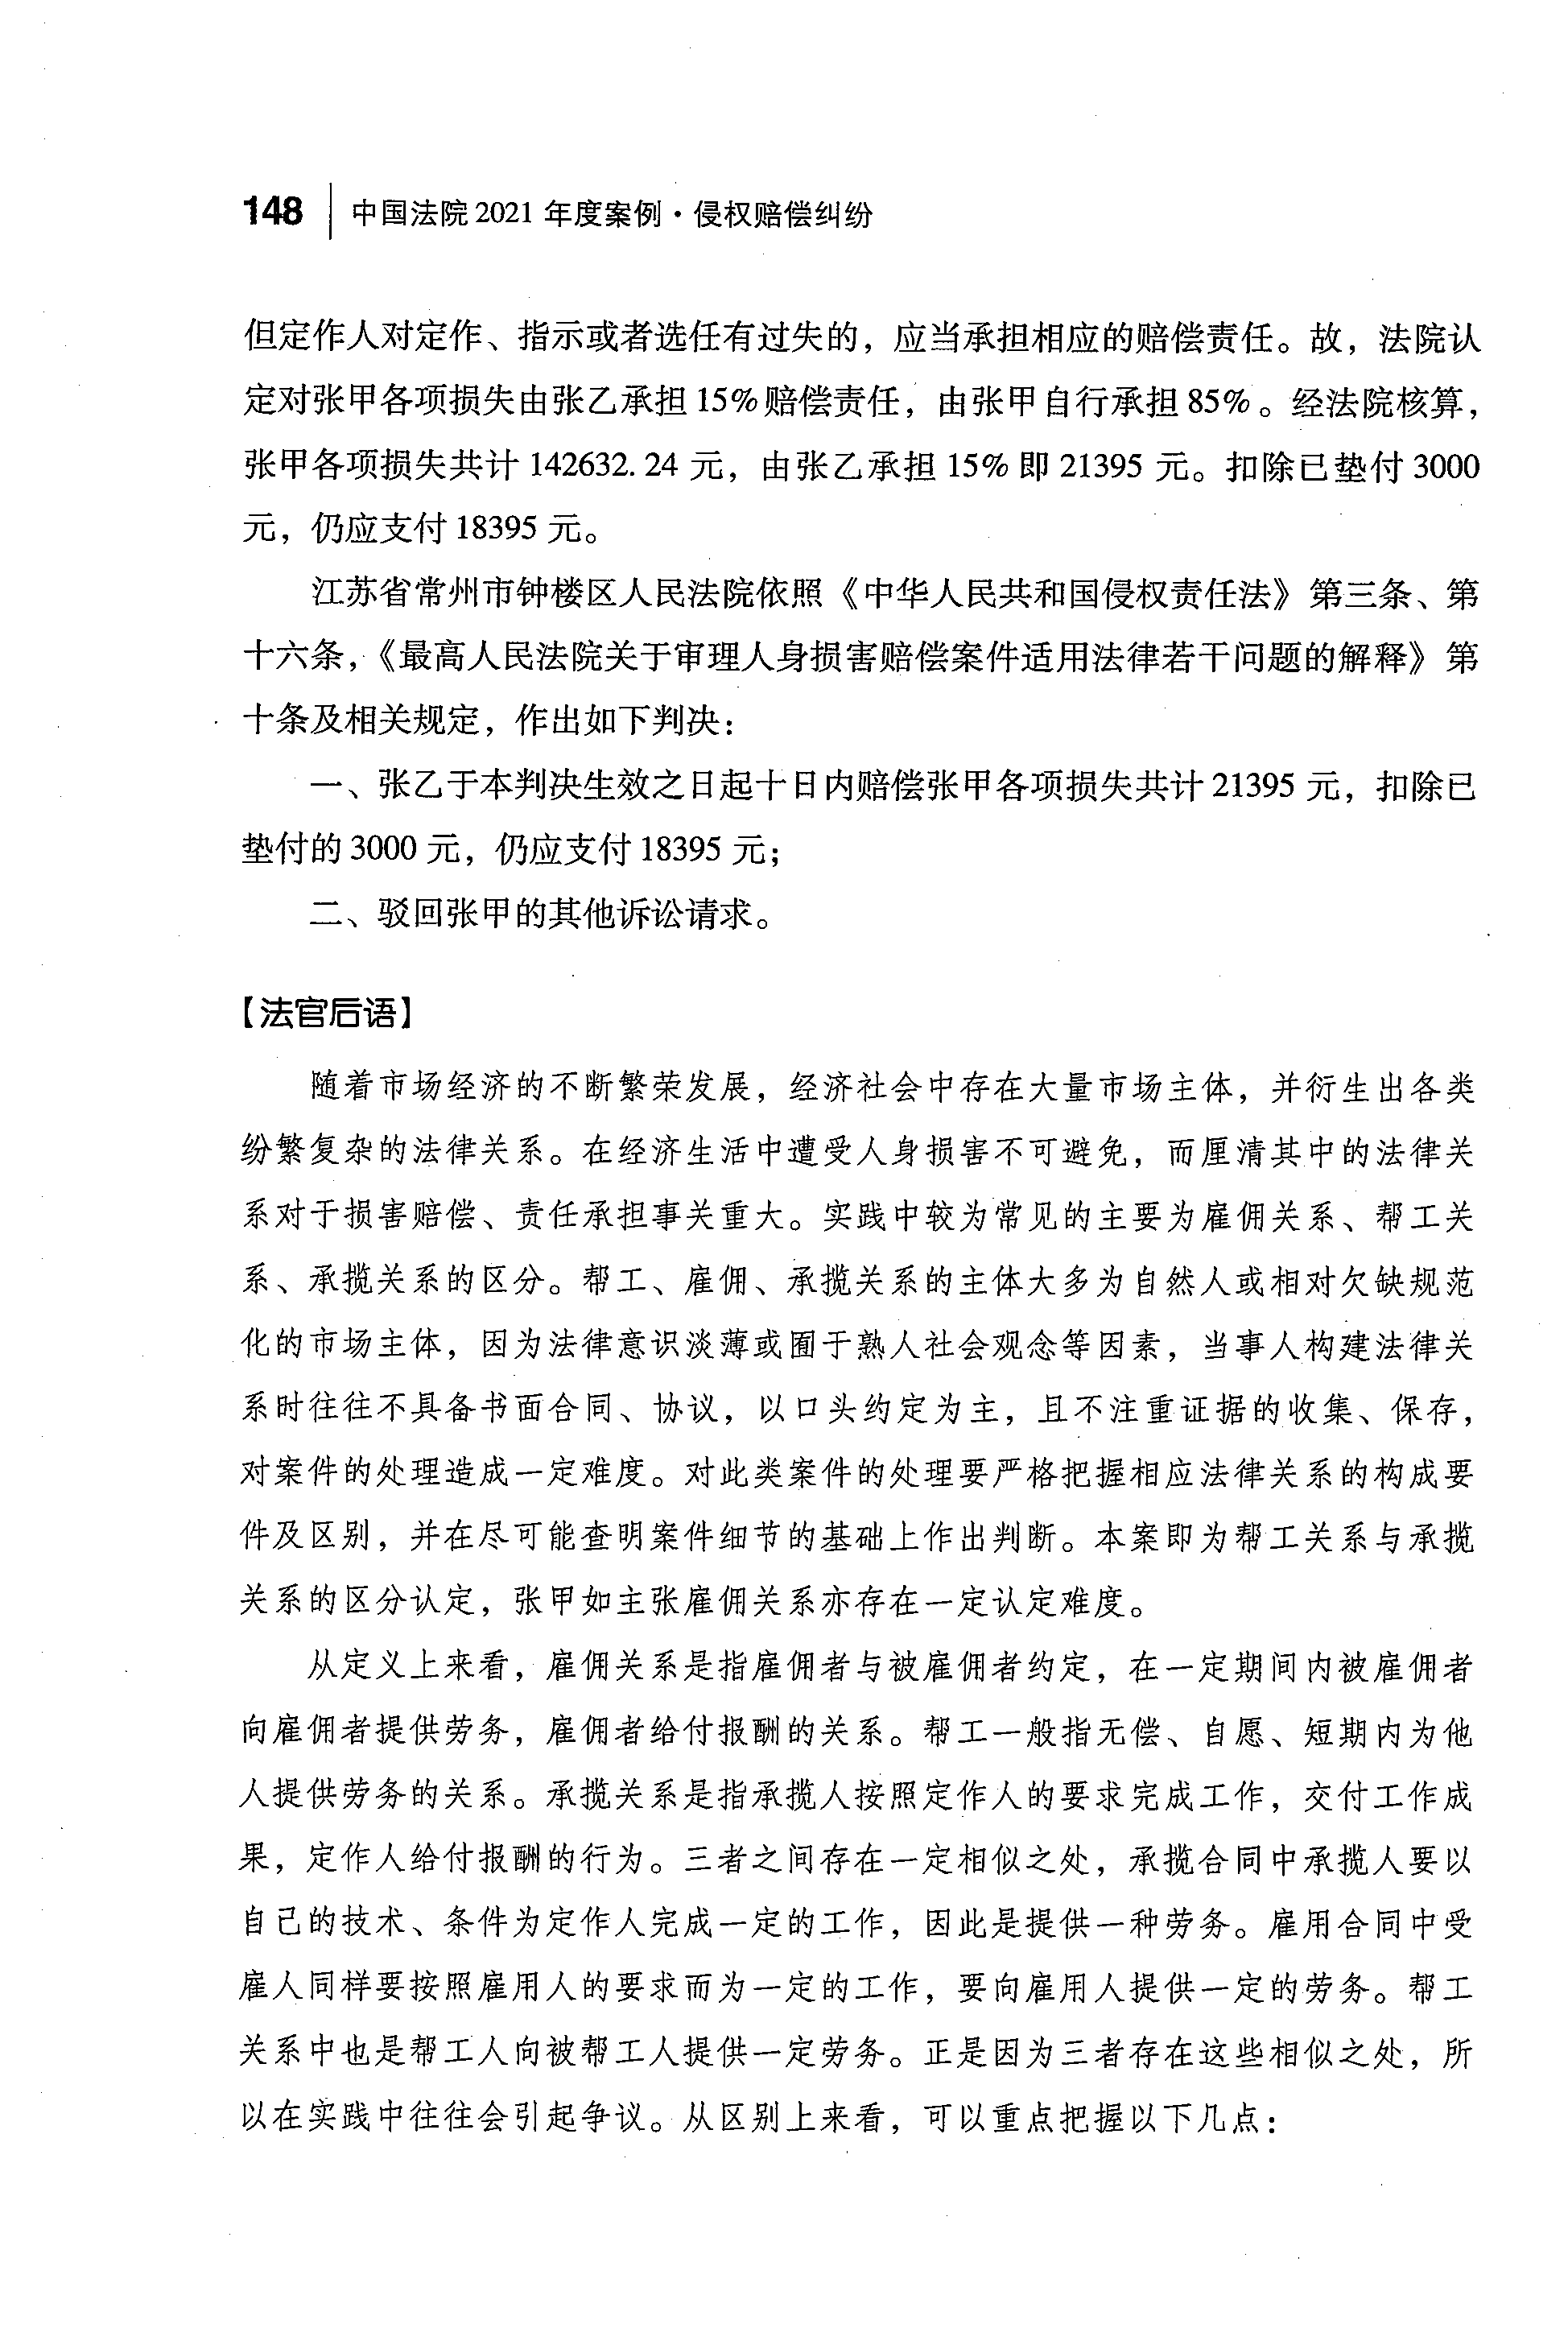 148 中国法院2021年度案例·侵权赔偿纠纷
但定作人对定作、指示或者选任有过失的，应当承担相应的赔偿责任。故，法院认
定对张甲各项损失由张乙承担15%赔偿责任，由张甲自行承担85%。经法院核算，
张甲各项损失共计142632.24元，由张乙承担15%即21395元。扣除已垫付3000
元，仍应支付18395元。
江苏省常州市钟楼区人民法院依照《中华人民共和国侵权责任法》第三条、第
十六条，《最高人民法院关于审理人身损害赔偿案件适用法律若干问题的解释》第
十条及相关规定，作出如下判决：
一、张乙于本判决生效之日起十日内赔偿张甲各项损失共计21395元，扣除已
垫付的3000元，仍应支付18395元；
二、驳回张甲的其他诉讼请求。
【法官后语】
随着市场经济的不断繁荣发展，经济社会中存在大量市场主体，并衍生出各类
纷繁复杂的法律关系。在经济生活中遭受人身损害不可避免，而厘清其中的法律关
系对于损害赔偿、责任承担事关重大。实践中较为常见的主要为雇佣关系、帮工关
系、承揽关系的区分。帮工、雇佣、承揽关系的主体大多为自然人或相对欠缺规范
化的市场主体，因为法律意识淡薄或囿于熟人社会观念等因素，当事人构建法律关
系时往往不具备书面合同、协议，以口头约定为主，且不注重证据的收集、保存，
对案件的处理造成一定难度。对此类案件的处理要严格把握相应法律关系的构成要
件及区别，并在尽可能查明案件细节的基础上作出判断。本案即为帮工关系与承揽
关系的区分认定，张甲如主张雇佣关系亦存在一定认定难度。
从定义上来看，雇佣关系是指雇佣者与被雇佣者约定，在一定期间内被雇佣者
向雇佣者提供劳务，雇佣者给付报酬的关系。帮工一般指无偿、自愿、短期内为他
人提供劳务的关系。承揽关系是指承揽人按照定作人的要求完成工作，交付工作成
果，定作人给付报酬的行为。三者之间存在一定相似之处，承揽合同中承揽人要以
自己的技术、条件为定作人完成一定的工作，因此是提供一种劳务。雇用合同中受
雇人同样要按照雇用人的要求而为一定的工作，要向雇用人提供一定的劳务。帮工
关系中也是帮工人向被帮工人提供一定劳务。正是因为三者存在这些相似之处，所
以在实践中往往会引起争议。从区别上来看，可以重点把握以下几点：